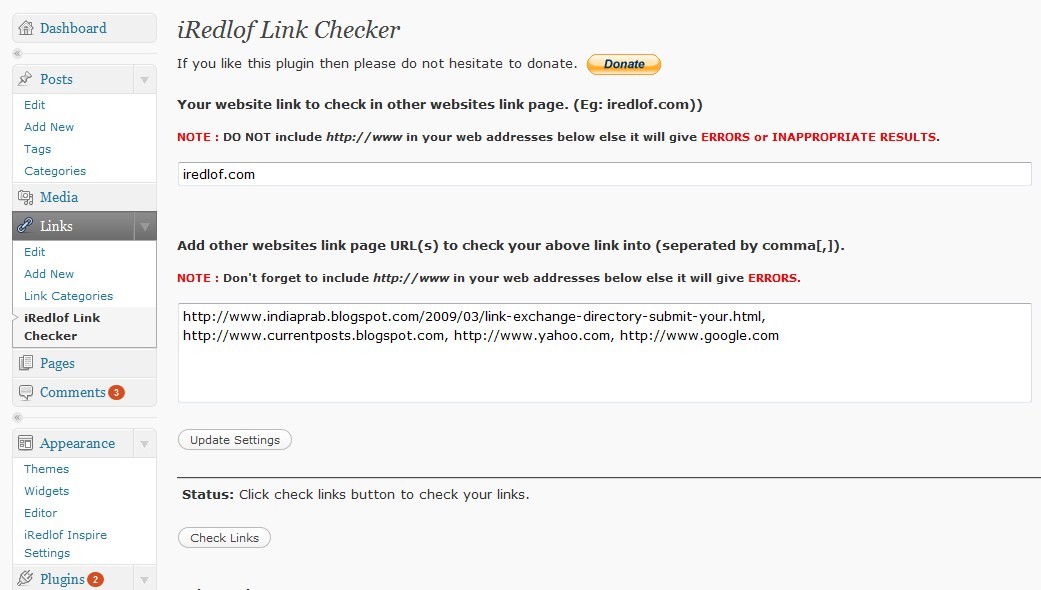 Dashboard
Posts
Edit
Add New
Tags
Categories
Media
Links
Edit
Add New
Link Categories
iRedlof Link
Checker
Pages
Comments 3
Appearance
Themes
Widgets
Editor
iRedlof Inspire
Settings
Plugins 2
iRedlof Link Checker
If you like this plugin then please do not hesitate to donate. Donate
Your website link to check in other websites link page. (Eg: iredlof.com))
NOTE : DO NOT include http://www in your web addresses below else it will give ERRORS or INAPPROPRIATE RESULTS.
iredlof.com
Add other websites link page URL(s) to check your above link into (seperated by comma[,]).
NOTE : Don't forget to include http://www in your web addresses below else it will give ERRORS.
http://www.indiaprab.blogspot.com/2009/03/link-exchange-directory-submit-your.html,
http://www.currentposts.blogspot.com, http://www.yahoo.com, http://www.google.com
Update Settings
Status: Click check links button to check your links.
Check Links